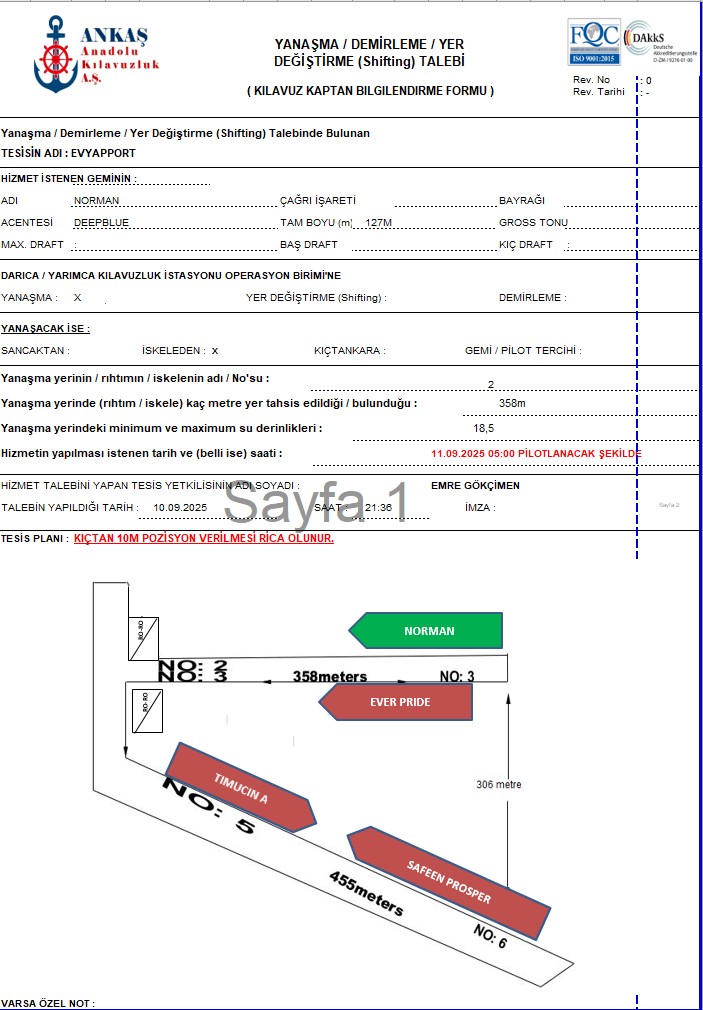 ANKAŞ
Anadolu
Kılavuzluk
A.Ş.
YANAŞMA / DEMİRLEME / YER
DEĞİŞTİRME (Shifting) TALEBİ
( KILAVUZ KAPTAN BILGILENDIRME FORMU )
FQC
ISO 9001:2015
DAkkS
Deutsche
Akkreditierungsstelle
D-ZM-19276-01-00
Rev. No : 0
Rev. Tarihi : -
Yanaşma / Demirleme / Yer Değiştirme (Shifting) Talebinde Bulunan
TESİSİN ADI : EVYAPPORT
HİZMET İSTENEN GEMİNİN :
ADI NORMAN ÇAĞRI İŞARETİ BAYRAĞI
ACENTESİ DEEPBLUE TAM BOYU (m) 127M GROSS TONU
MAX. DRAFT : BAŞ DRAFT KIÇ DRAFT :
DARICA / YARIMCA KILAVUZLUK İSTASYONU OPERASYON BİRİMİ'NE
YANAŞMA : X YER DEĞİŞTİRME (Shifting) : DEMİRLEME :
YANAŞACAK İSE :
SANCAKTAN : İSKELEDEN : x KIÇTANKARA : GEMİ / PİLOT TERCİHİ :
Yanaşma yerinin / rıhtımın / iskelenin adı / No'su : 2
Yanaşma yerinde (rıhtım / iskele) kaç metre yer tahsis edildiği / bulunduğu : 358m
Yanaşma yerindeki minimum ve maximum su derinlikleri : 18,5
Hizmetin yapılması istenen tarih ve (belli ise) saati : 11.09.2025 05:00 PİLOTLANACAK ŞEKİLDE
HİZMET TALEBİNİ YAPAN TESİS YETKİLİSİNİN ADI SOYADI : EMRE GÖKÇİMEN
TALEBİN YAPILDIĞI TARİH : 10.09.2025 SAAT : 21:36 İMZA :
Sayfa 1
Sayfa 2
TESİS PLANI : KIÇTAN 10M POZİSYON VERİLMESİ RİCA OLUNUR.
RO-RO
NORMAN
NO: 2
NO: 3 358meters NO: 3
RO-RO
EVER PRIDE
TIMUCIN A
306 metre
NO: 5
SAFEEN PROSPER
455meters
NO: 6
VARSA ÖZEL NOT :